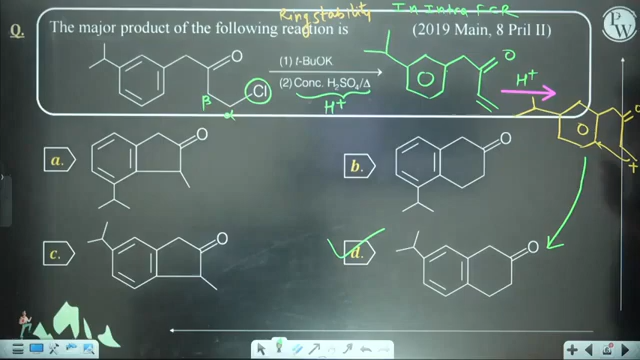 Ring stability In Intra F C R
Q. The major product of the following reaction is (2019 Main, 8 Pril II)
PW
O
(1) t-BuOK
(2) Conc. H₂SO₄/Δ
H⁺
Cl
β
α
O
O
H⁺
O
O
+
a.
O
b.
O
c.
O
d.
O